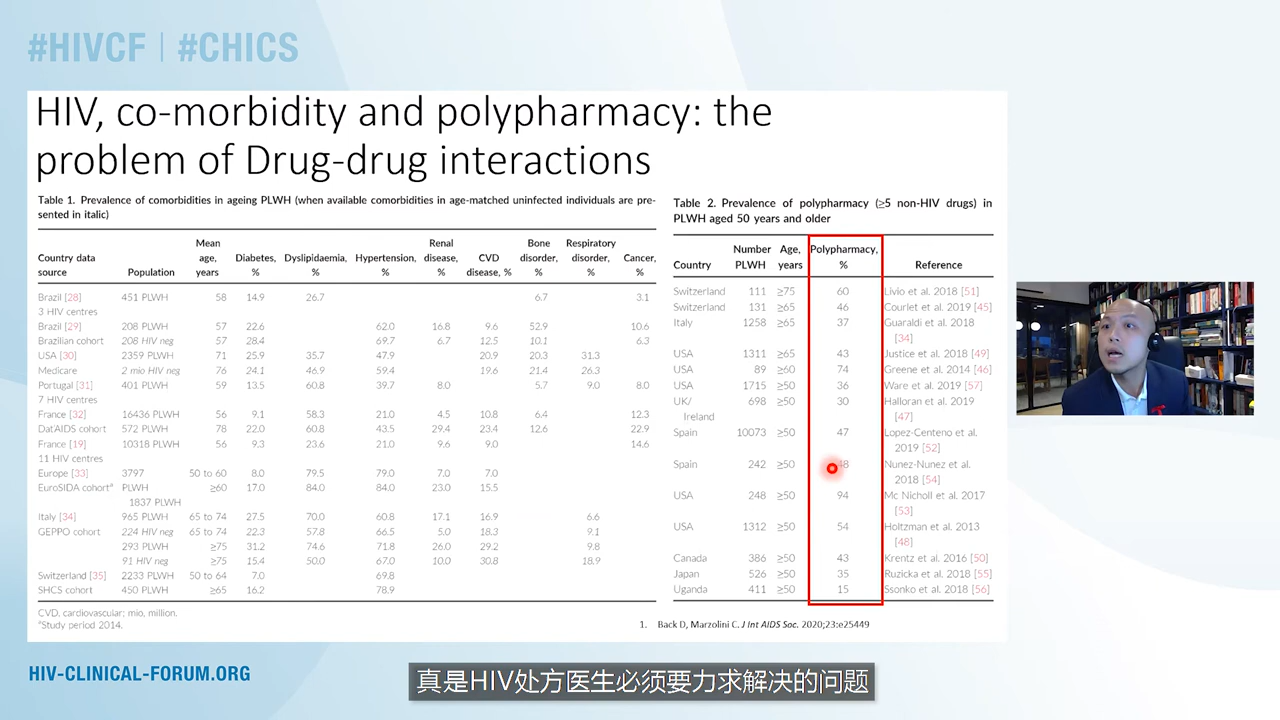 #HIVCF | #CHICS
HIV, co-morbidity and polypharmacy: the
problem of Drug-drug interactions
Table 1. Prevalence of comorbidities in ageing PLWH (when available comorbidities in age-matched uninfected individuals are pre-
sented in italic)
Country data source | Population | Mean age, years | Diabetes, % | Dyslipidaemia, % | Hypertension, % | Renal disease, % | CVD disease, % | Bone disorder, % | Respiratory disorder, % | Cancer, %
Brazil [28] 451 PLWH 58 14.9 26.7 6.7 3.1
3 HIV centres
Brazil [29] 208 PLWH 57 22.6 62.0 16.8 9.6 52.9 10.6
Brazilian cohort 208 HIV neg 57 28.4 69.7 6.7 12.5 10.1 6.3
USA [30] 2359 PLWH 71 25.9 35.7 47.9 20.9 20.3 31.3
Medicare 2 mio HIV neg 76 24.1 46.9 59.4 19.6 21.4 26.3
Portugal [31] 401 PLWH 59 13.5 60.8 39.7 8.0 5.7 9.0 8.0
7 HIV centres
France [32] 16436 PLWH 56 9.1 58.3 21.0 4.5 10.8 6.4 12.3
Dat'AIDS cohort 572 PLWH 78 22.0 60.8 43.5 29.4 23.4 12.6 22.9
France [19] 10318 PLWH 56 9.3 23.6 21.0 9.6 9.0 14.6
11 HIV centres
Europe [33] 3797 50 to 60 8.0 79.5 79.0 7.0 7.0
EuroSIDA cohortᵃ PLWH ≥60 17.0 84.0 84.0 23.0 15.5
1837 PLWH
Italy [34] 965 PLWH 65 to 74 27.5 70.0 60.8 17.1 16.9 6.6
GEPPO cohort 224 HIV neg 65 to 74 22.3 57.8 66.5 5.0 18.3 9.1
293 PLWH ≥75 31.2 74.6 71.8 26.0 29.2 9.8
91 HIV neg ≥75 15.4 50.0 67.0 10.0 30.8 18.9
Switzerland [35] 2233 PLWH 50 to 64 7.0 69.8
SHCS cohort 450 PLWH ≥65 16.2 78.9
CVD, cardiovascular; mio, million.
ᵃStudy period 2014.
Table 2. Prevalence of polypharmacy (≥5 non-HIV drugs) in
PLWH aged 50 years and older
Country | Number PLWH | Age, years | Polypharmacy, % | Reference
Switzerland 111 ≥75 60 Livio et al. 2018 [51]
Switzerland 131 ≥65 46 Courlet et al. 2019 [45]
Italy 1258 ≥65 37 Guaraldi et al. 2018
[34]
USA 1311 ≥65 43 Justice et al. 2018 [49]
USA 89 ≥60 74 Greene et al. 2014 [46]
USA 1715 ≥50 36 Ware et al. 2019 [57]
UK/ 698 ≥50 30 Halloran et al. 2019
Ireland [47]
Spain 10073 ≥50 47 Lopez-Centeno et al.
2019 [52]
Spain 242 ≥50 48 Nunez-Nunez et al.
2018 [54]
USA 248 ≥50 94 Mc Nicholl et al. 2017
[53]
USA 1312 ≥50 54 Holtzman et al. 2013
[48]
Canada 386 ≥50 43 Krentz et al. 2016 [50]
Japan 526 ≥50 35 Ruzicka et al. 2018 [55]
Uganda 411 ≥50 15 Ssonko et al. 2018 [56]
1. Back D, Marzolini C. J Int AIDS Soc. 2020;23:e25449
HIV-CLINICAL-FORUM.ORG
真是HIV处方医生必须要力求解决的问题